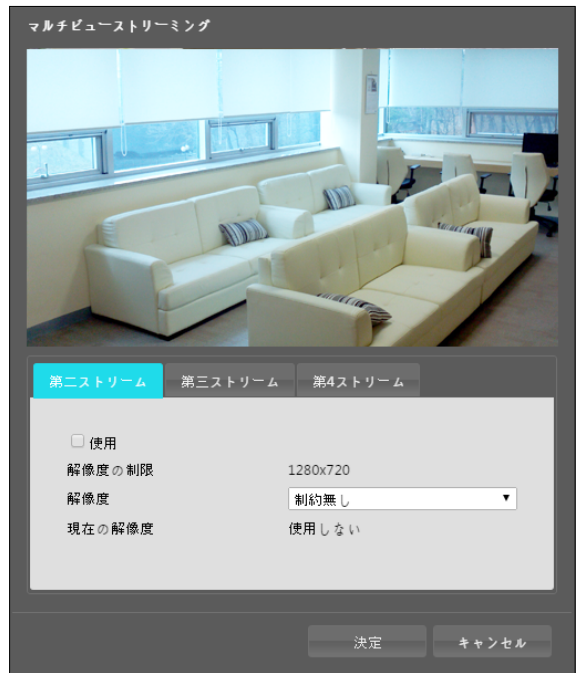 マルチビューストリーミング
第二ストリーム 第三ストリーム 第4ストリーム
使用
解像度の制限 1280x720
解像度 制約無し
現在の解像度 使用しない
決定 キャンセル